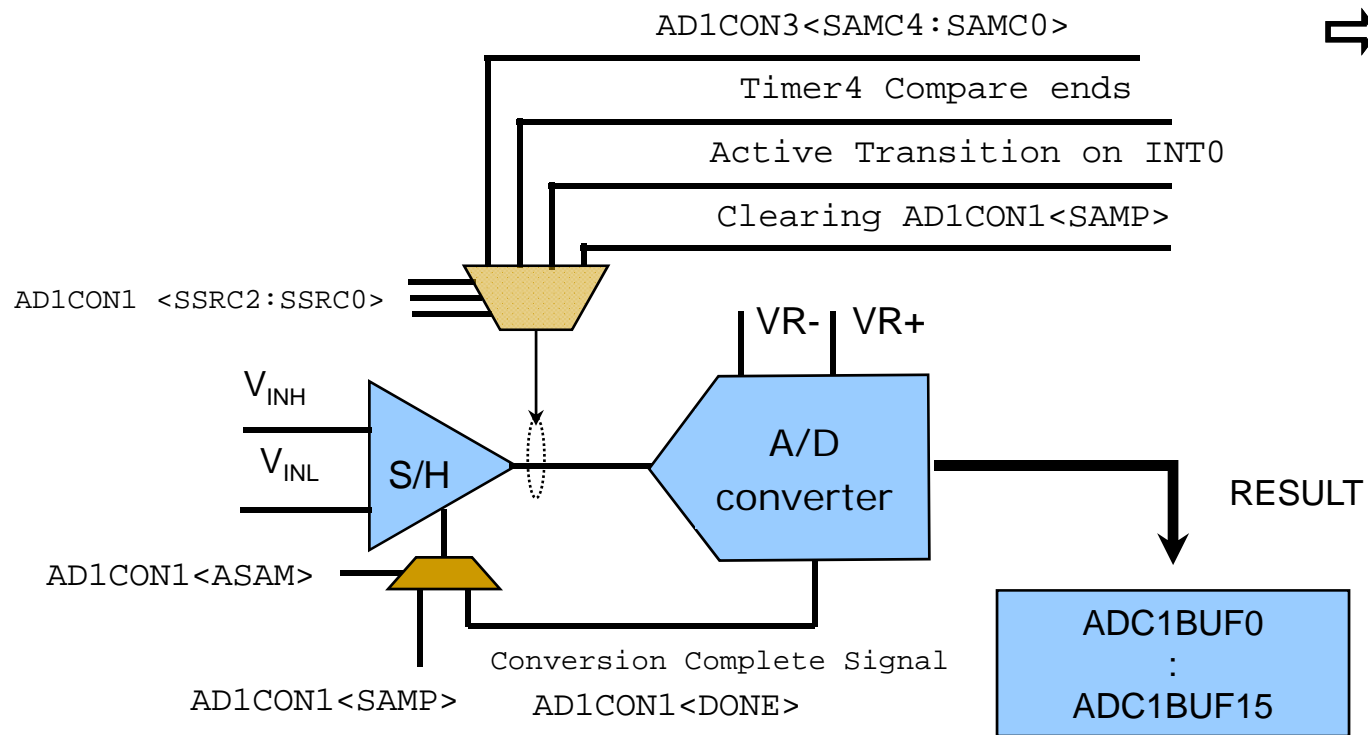 AD1CON3<SAMC4:SAMC0>
Timer4 Compare ends
Active Transition on INT0
Clearing AD1CON1<SAMP>
AD1CON1 <SSRC2:SSRC0>
VR- VR+
VINH
VINL
S/H
A/D
converter
RESULT
AD1CON1<ASAM>
ADC1BUF0
:
ADC1BUF15
Conversion Complete Signal
AD1CON1<SAMP>
AD1CON1<DONE>